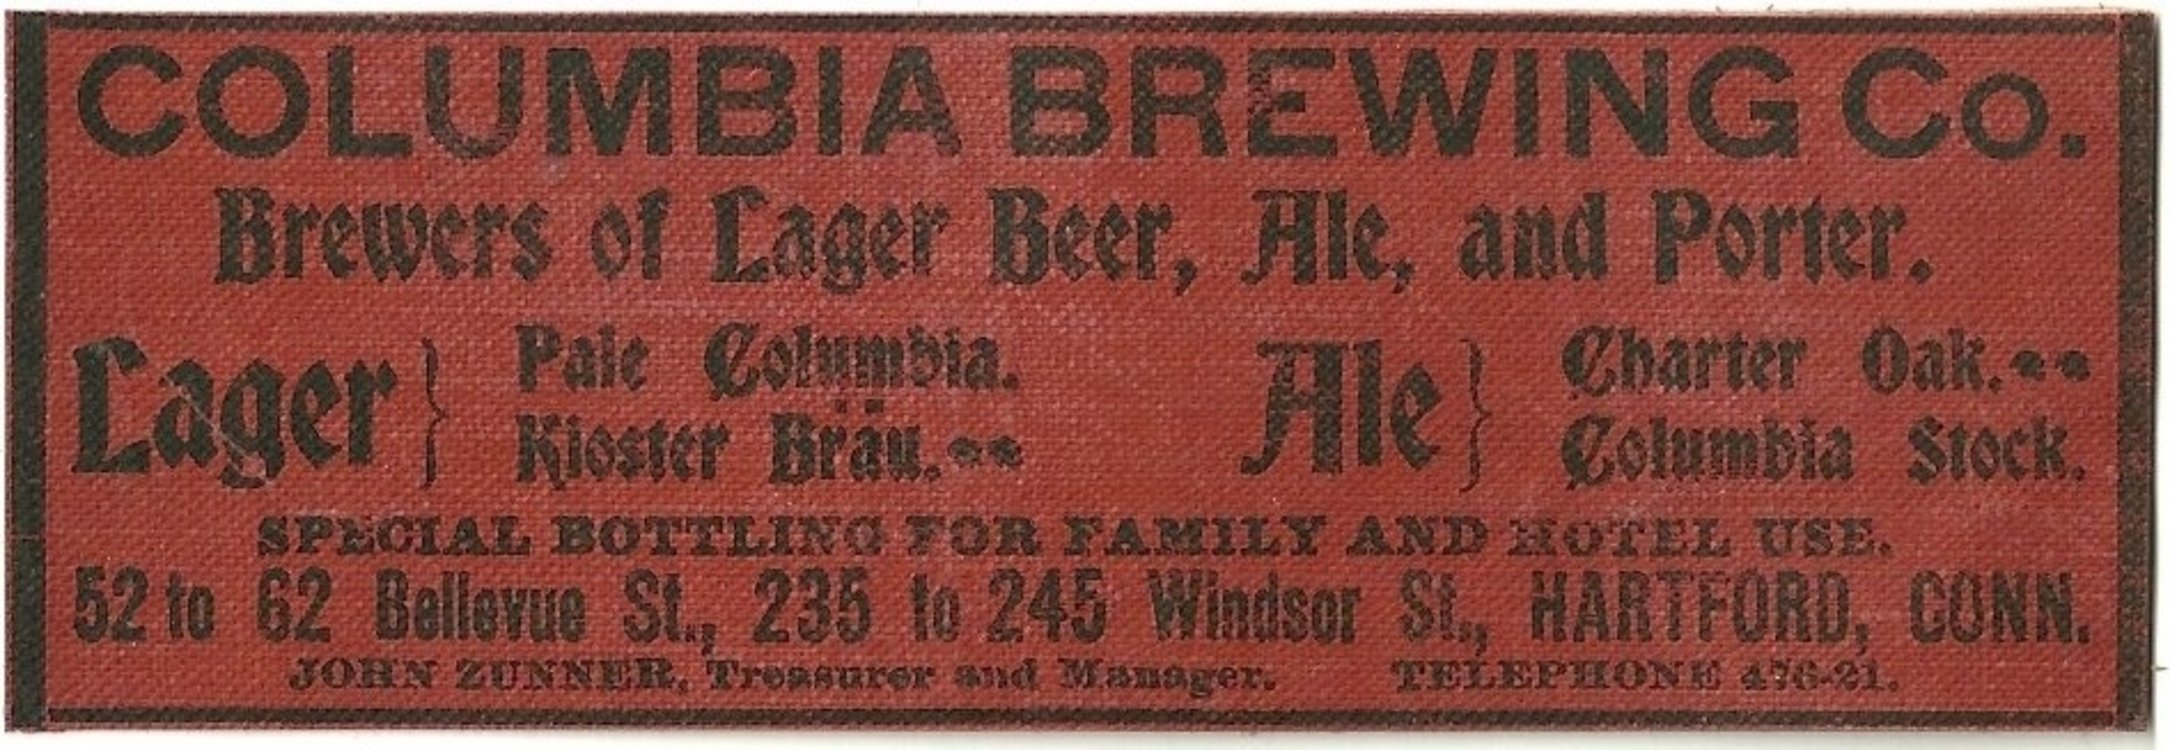 COLUMBIA BREWING Co.
Brewers of Lager Beer, Ale, and Porter.
Lager } Pale Columbia.
Kloster Bräu.
Ale } Charter Oak.
Columbia Stock.
SPECIAL BOTTLING FOR FAMILY AND HOTEL USE.
52 to 62 Bellevue St., 235 to 245 Windsor St., HARTFORD, CONN.
JOHN ZUNNER, Treasurer and Manager. TELEPHONE 476-21.